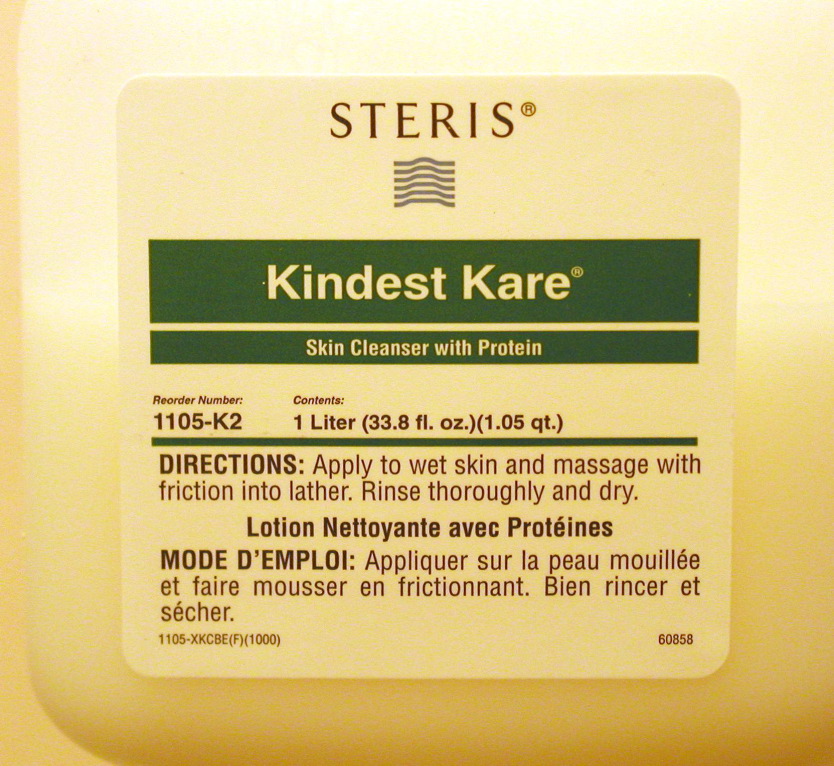 STERIS®
Kindest Kare®
Skin Cleanser with Protein
Reorder Number: Contents:
1105-K2 1 Liter (33.8 fl. oz.)(1.05 qt.)
DIRECTIONS: Apply to wet skin and massage with
friction into lather. Rinse thoroughly and dry.
Lotion Nettoyante avec Protéines
MODE D'EMPLOI: Appliquer sur la peau mouillée
et faire mousser en frictionnant. Bien rincer et
sécher.
1105-XKCBE(F)(1000) 60858